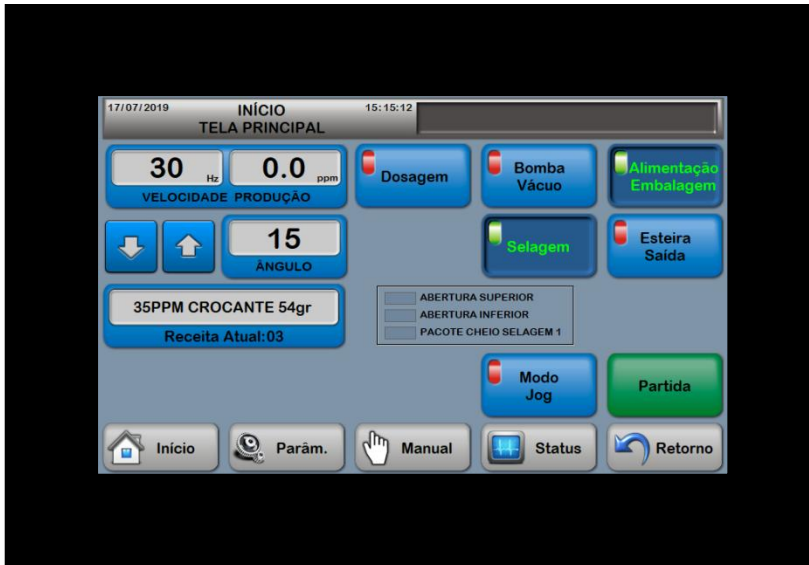 17/07/2019 INÍCIO 15:15:12
TELA PRINCIPAL
30 Hz 0.0 ppm
VELOCIDADE PRODUÇÃO
Dosagem
Bomba
Vácuo
Alimentação
Embalagem
15
ÂNGULO
Selagem
Esteira
Saída
35PPM CROCANTE 54gr
Receita Atual:03
ABERTURA SUPERIOR
ABERTURA INFERIOR
PACOTE CHEIO SELAGEM 1
Modo
Jog
Partida
Início
Parâm.
Manual
Status
Retorno